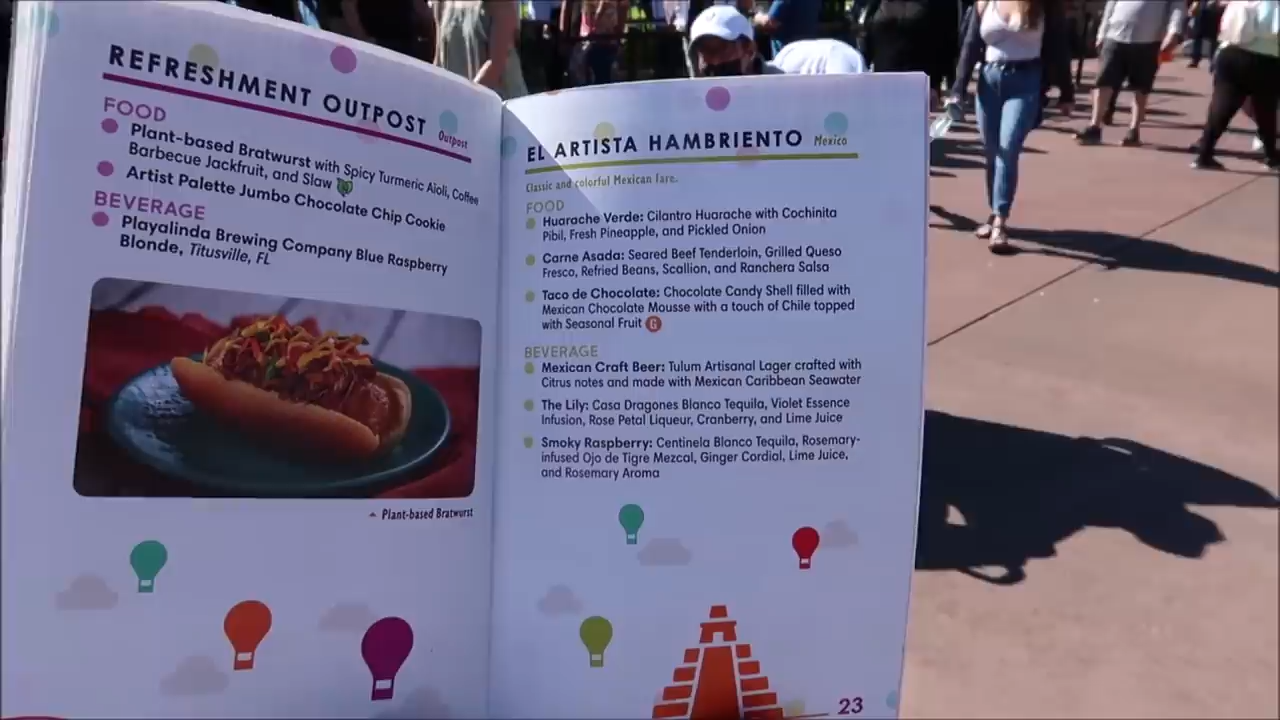 REFRESHMENT OUTPOST Outpost
FOOD
Plant-based Bratwurst with Spicy Turmeric Aioli, Coffee
Barbecue Jackfruit, and Slaw
Artist Palette Jumbo Chocolate Chip Cookie
BEVERAGE
Playalinda Brewing Company Blue Raspberry
Blonde, Titusville, FL
Plant-based Bratwurst
EL ARTISTA HAMBRIENTO Mexico
Classic and colorful Mexican fare.
FOOD
Huarache Verde: Cilantro Huarache with Cochinita
Pibil, Fresh Pineapple, and Pickled Onion
Carne Asada: Seared Beef Tenderloin, Grilled Queso
Fresco, Refried Beans, Scallion, and Ranchera Salsa
Taco de Chocolate: Chocolate Candy Shell filled with
Mexican Chocolate Mousse with a touch of Chile topped
with Seasonal Fruit G
BEVERAGE
Mexican Craft Beer: Tulum Artisanal Lager crafted with
Citrus notes and made with Mexican Caribbean Seawater
The Lily: Casa Dragones Blanco Tequila, Violet Essence
Infusion, Rose Petal Liqueur, Cranberry, and Lime Juice
Smoky Raspberry: Centinela Blanco Tequila, Rosemary-
infused Ojo de Tigre Mezcal, Ginger Cordial, Lime Juice,
and Rosemary Aroma
23